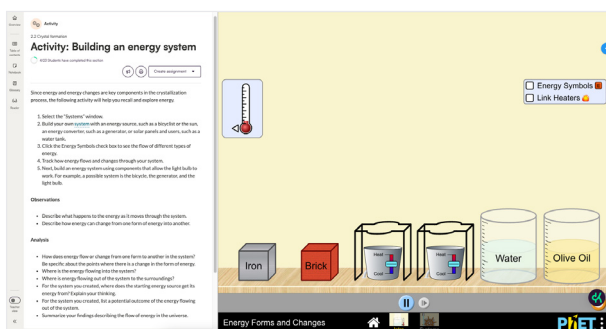 Activity
2.2 Crystal formation
Activity: Building an energy system
4/20 Students have completed this section
Create assignment
Since energy and energy changes are key components in the crystallization
process, the following activity will help you recall and explore energy.
1. Select the "Systems" window.
2. Build your own system with an energy source, such as a bicyclist or the sun,
an energy converter, such as a generator, or solar panels and users, such as a
water tank.
3. Click the Energy Symbols check box to see the flow of different types of
energy.
4. Track how energy flows and changes through your system.
5. Next, build an energy system using components that allow the light bulb to
work. For example, a possible system is the bicycle, the generator, and the
light bulb.
Observations
• Describe what happens to the energy as it moves through the system.
• Describe how energy can change from one form of energy into another.
Analysis
• How does energy flow or change from one form to another in the system?
Be specific about the points where there is a change in the form of energy.
• Where is the energy flowing into the system?
• Where is energy flowing out of the system to the surroundings?
• For the system you created, where does the starting energy source get its
energy from? Explain your thinking.
• For the system you created, list a potential outcome of the energy flowing
out of the system.
• Summarise your findings describing the flow of energy in the universe.
Energy Symbols E
Link Heaters
Iron
Brick
Heat
Cool
Heat
Cool
Water
Olive Oil
Energy Forms and Changes
PhET